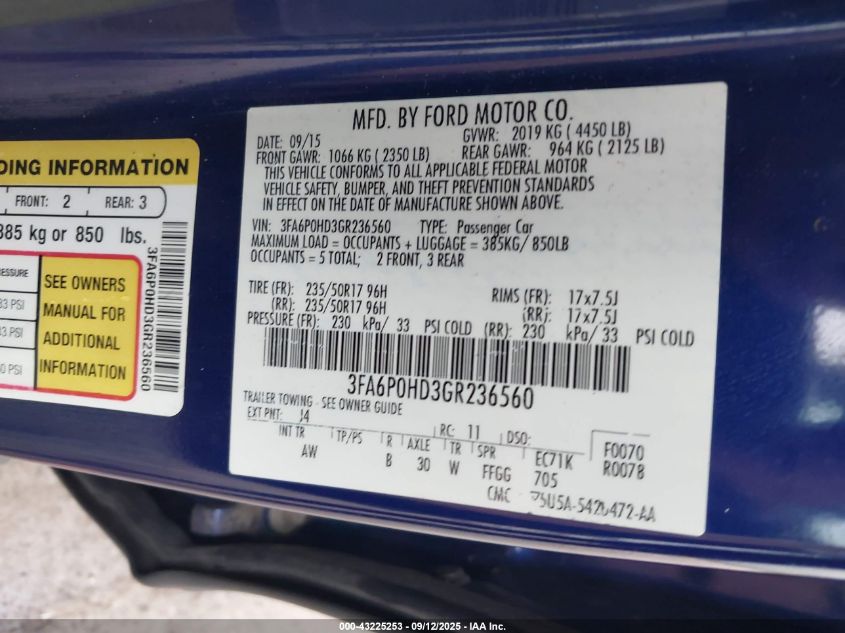 DING INFORMATION
FRONT: 2 REAR: 3
385 kg or 850 lbs.
RESSURE
33 PSI
33 PSI
0 PSI
SEE OWNERS
MANUAL FOR
ADDITIONAL
INFORMATION
3FA6P0HD3GR236560
MFD. BY FORD MOTOR CO.
DATE: 09/15 GVWR: 2019 KG ( 4450 LB)
FRONT GAWR: 1066 KG ( 2350 LB) REAR GAWR: 964 KG ( 2125 LB)
THIS VEHICLE CONFORMS TO ALL APPLICABLE FEDERAL MOTOR
VEHICLE SAFETY, BUMPER, AND THEFT PREVENTION STANDARDS
IN EFFECT ON THE DATE OF MANUFACTURE SHOWN ABOVE.
VIN: 3FA6P0HD3GR236560 TYPE: Passenger Car
MAXIMUM LOAD = OCCUPANTS + LUGGAGE = 385KG/ 850LB
OCCUPANTS = 5 TOTAL; 2 FRONT, 3 REAR
TIRE (FR): 235/50R17 96H RIMS (FR): 17x7.5J
(RR): 235/50R17 96H (RR): 17x7.5J
PRESSURE (FR): 230 kPa/ 33 PSI COLD (RR): 230 kPa/ 33 PSI COLD
3FA6P0HD3GR236560
TRAILER TOWING - SEE OWNER GUIDE
EXT PNT: J4 RC: 11 DSO: F0070
INT TR TP/PS R AXLE TR SPR EC71K R0078
AW B 30 W FFGG 705
CMC
000-43225253 - 09/12/2025 - IAA Inc.